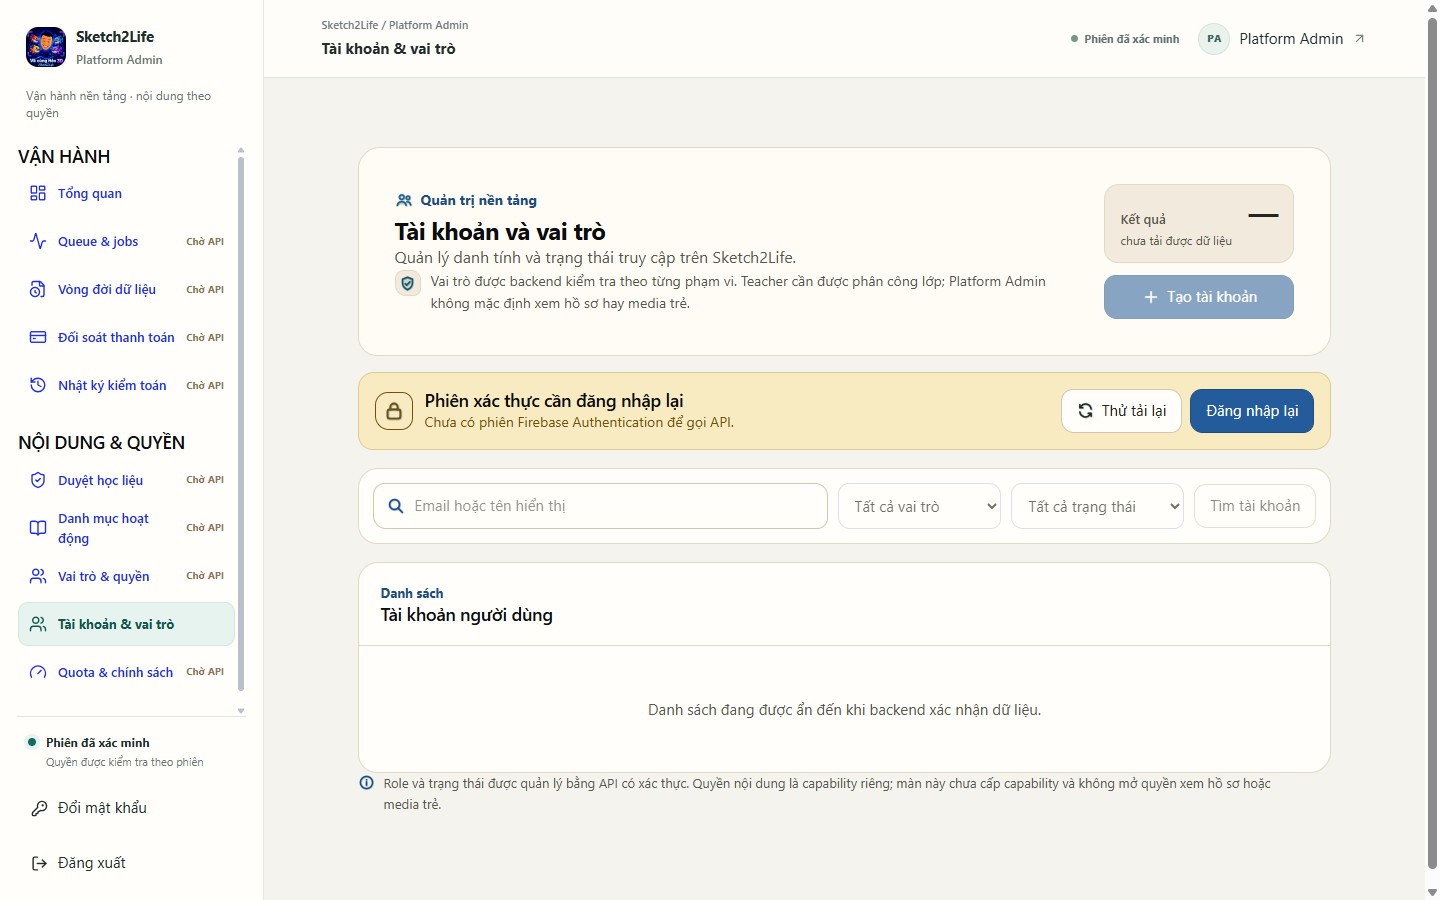 Sketch2Life
Platform Admin
Vận hành nền tảng · nội dung theo
quyền
VẬN HÀNH
Tổng quan
Queue & jobs Chờ API
Vòng đời dữ liệu Chờ API
Đối soát thanh toán Chờ API
Nhật ký kiểm toán Chờ API
NỘI DUNG & QUYỀN
Duyệt học liệu Chờ API
Danh mục hoạt
động Chờ API
Vai trò & quyền Chờ API
Tài khoản & vai trò
Quota & chính sách Chờ API
Phiên đã xác minh
Quyền được kiểm tra theo phiên
Đổi mật khẩu
Đăng xuất
Sketch2Life / Platform Admin
Tài khoản & vai trò
Phiên đã xác minh PA Platform Admin
Quản trị nền tảng
Tài khoản và vai trò
Quản lý danh tính và trạng thái truy cập trên Sketch2Life.
Vai trò được backend kiểm tra theo từng phạm vi. Teacher cần được phân công lớp; Platform Admin
không mặc định xem hồ sơ hay media trẻ.
Kết quả —
chưa tải được dữ liệu
Tạo tài khoản
Phiên xác thực cần đăng nhập lại
Chưa có phiên Firebase Authentication để gọi API.
Thử tải lại
Đăng nhập lại
Email hoặc tên hiển thị
Tất cả vai trò
Tất cả trạng thái
Tìm tài khoản
Danh sách
Tài khoản người dùng
Danh sách đang được ẩn đến khi backend xác nhận dữ liệu.
Role và trạng thái được quản lý bằng API có xác thực. Quyền nội dung là capability riêng; màn này chưa cấp capability và không mở quyền xem hồ sơ hoặc
media trẻ.